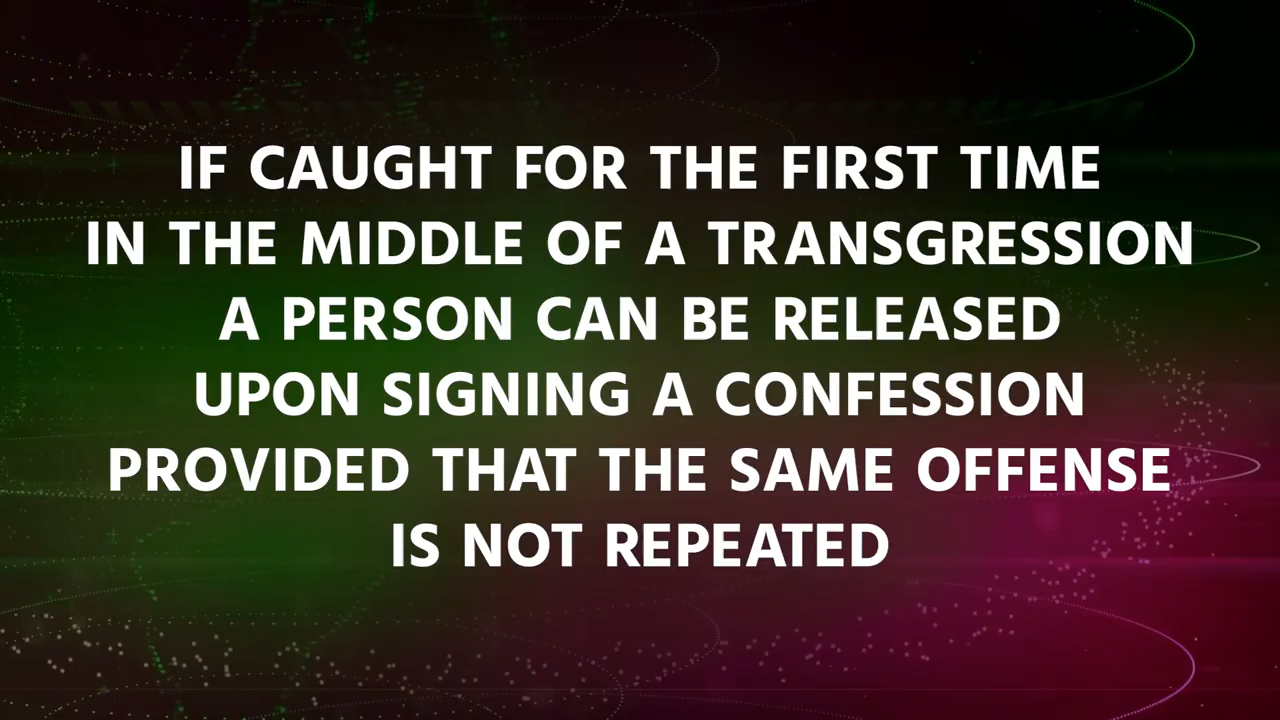 IF CAUGHT FOR THE FIRST TIME
IN THE MIDDLE OF A TRANSGRESSION
A PERSON CAN BE RELEASED
UPON SIGNING A CONFESSION
PROVIDED THAT THE SAME OFFENSE
IS NOT REPEATED